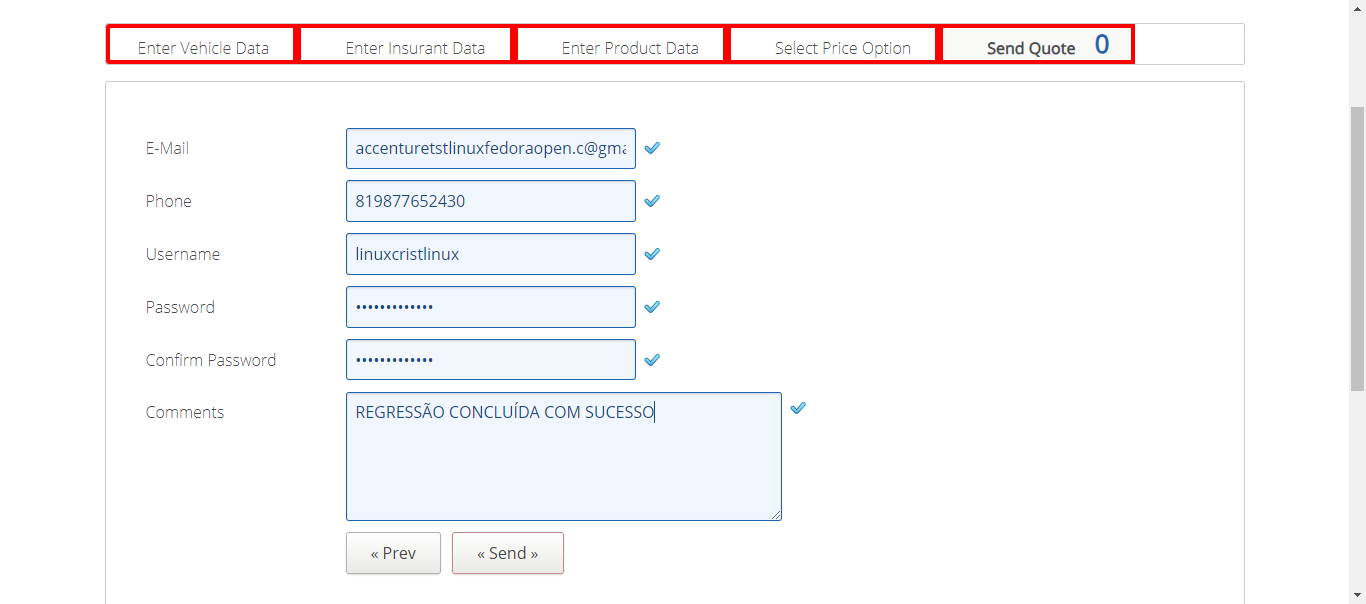 Enter Vehicle Data Enter Insurant Data Enter Product Data Select Price Option Send Quote 0
E-Mail accenturetstlinuxfedoraopen.c@gma
Phone 819877652430
Username linuxcristlinux
Password •••••••••••••
Confirm Password •••••••••••••
Comments REGRESSÃO CONCLUÍDA COM SUCESSO
« Prev « Send »